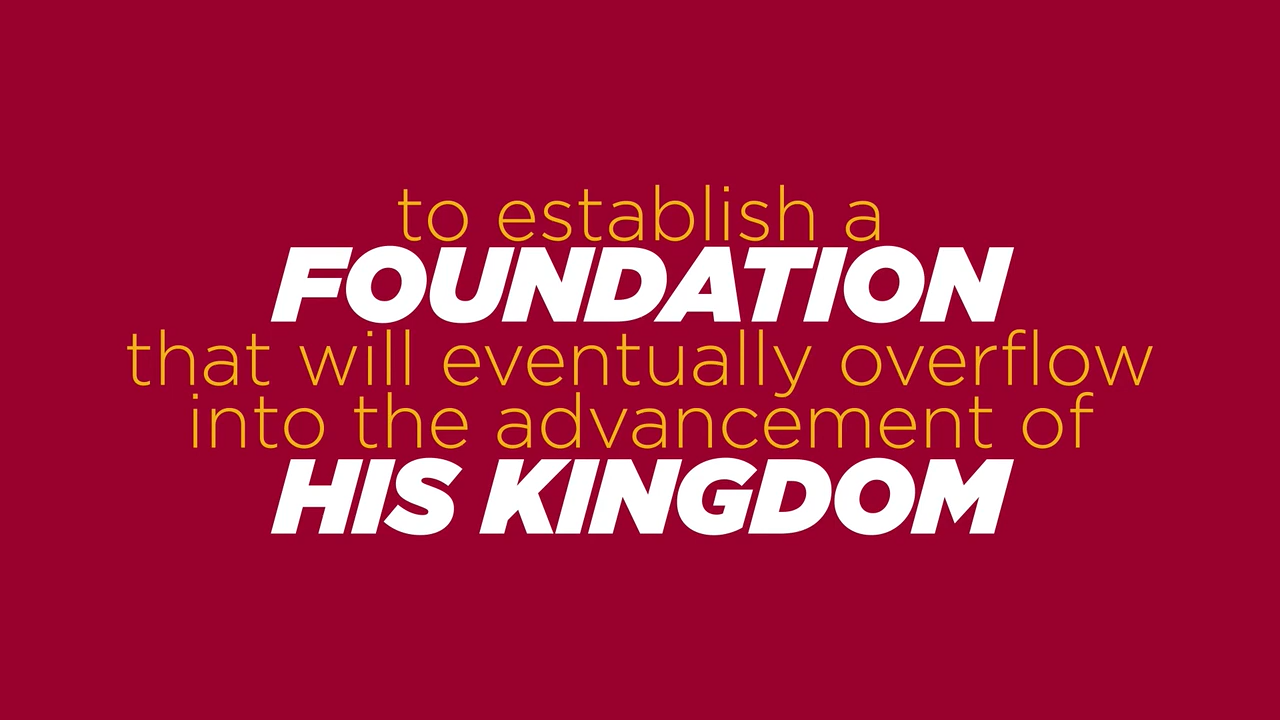 to establish a
FOUNDATION
that will eventually overflow
into the advancement of
HIS KINGDOM